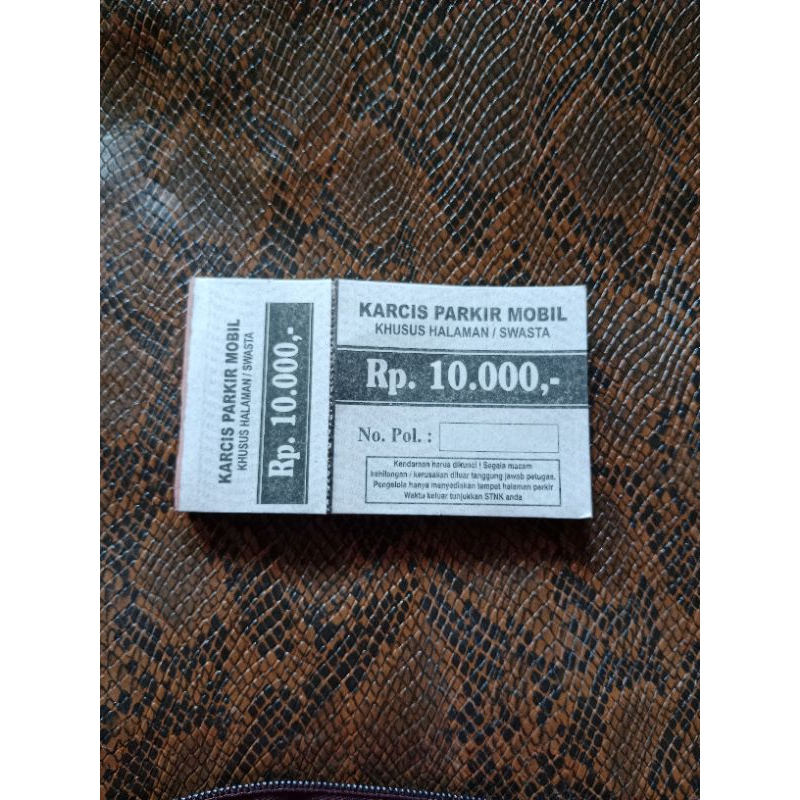 KARCIS PARKIR MOBIL
KHUSUS HALAMAN / SWASTA
Rp. 10.000,-
KARCIS PARKIR MOBIL
KHUSUS HALAMAN / SWASTA
Rp. 10.000,-
No. Pol. :
Kendaraan harus dikunci ! Segala macam
kehilangan / kerusakan diluar tanggung jawab petugas.
Pengelola hanya menyediakan tempat halaman parkir
Waktu keluar tunjukkan STNK anda